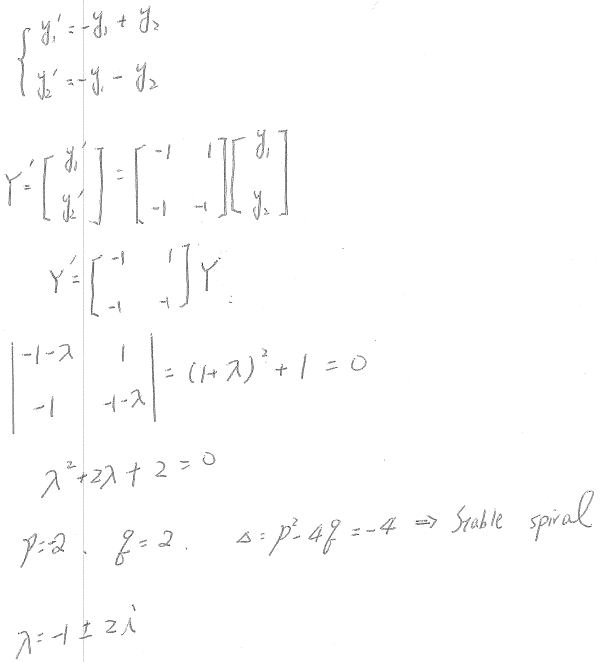 { y₁' = -y₁ + y₂
y₂' = -y₁ - y₂
Y' = [ y₁' ; y₂' ] = [ -1 1 ; -1 -1 ] [ y₁ ; y₂ ]
Y' = [ -1 1 ; -1 -1 ] Y.
| -1-λ 1 ; -1 -1-λ | = (1+λ)² + 1 = 0
λ² + 2λ + 2 = 0
p = 2, q = 2. Δ = p² - 4q = -4 ⇒ Stable spiral
λ = -1 ± 2i